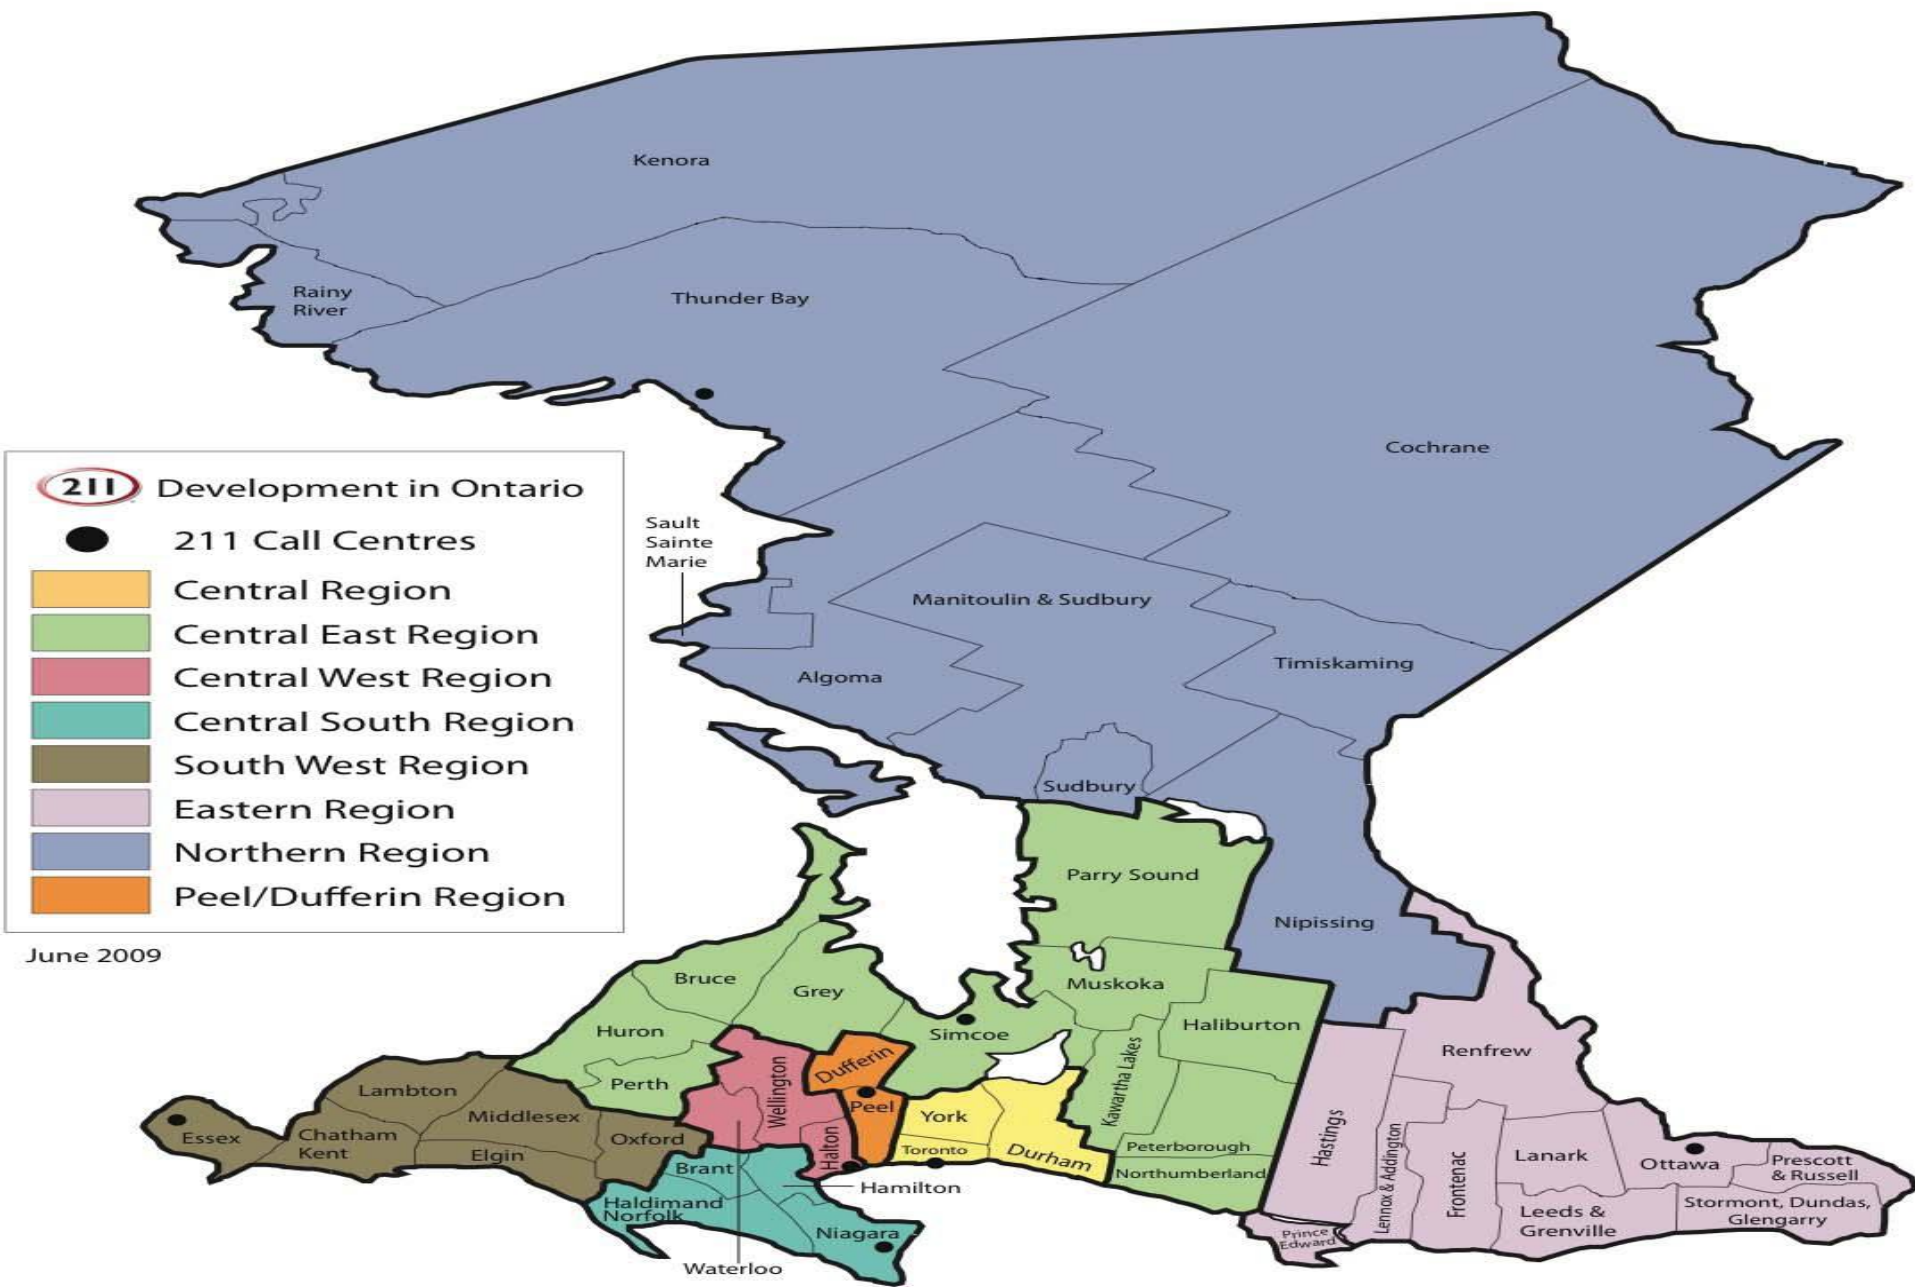 Kenora
Rainy
River
Thunder Bay
Cochrane
211 Development in Ontario
211 Call Centres
Central Region
Central East Region
Central West Region
Central South Region
South West Region
Eastern Region
Northern Region
Peel/Dufferin Region
June 2009
Sault
Sainte
Marie
Manitoulin & Sudbury
Algoma
Timiskaming
Sudbury
Parry Sound
Nipissing
Bruce
Grey
Muskoka
Huron
Simcoe
Haliburton
Perth
Wellington
Dufferin
Kawartha Lakes
Renfrew
Lambton
Middlesex
Peel
York
Essex
Chatham
Kent
Elgin
Oxford
Halton
Toronto
Durham
Peterborough
Northumberland
Hastings
Lennox & Addington
Frontenac
Lanark
Ottawa
Prescott
& Russell
Brant
Hamilton
Haldimand
Norfolk
Niagara
Waterloo
Prince
Edward
Leeds &
Grenville
Stormont, Dundas,
Glengarry